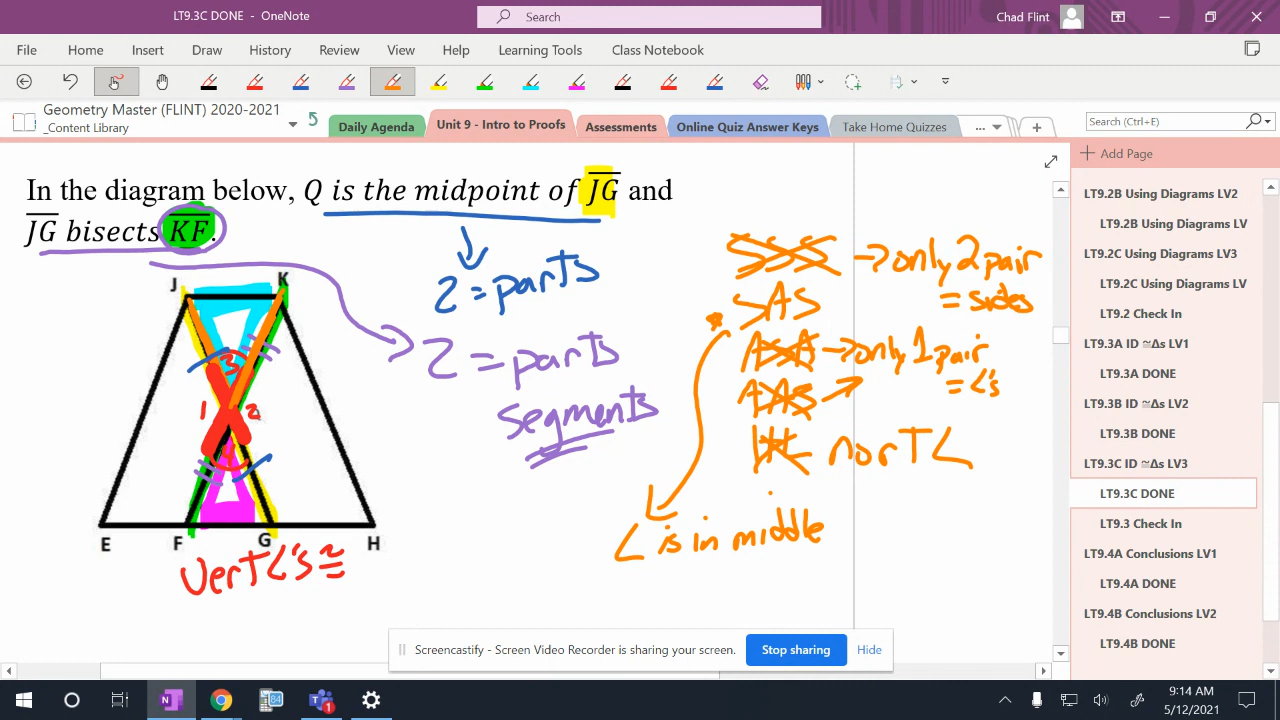 LT9.3C DONE - OneNote
Search
Chad Flint
File Home Insert Draw History Review View Help Learning Tools Class Notebook
Geometry Master (FLINT) 2020-2021
_Content Library
Daily Agenda
Unit 9 - Intro to Proofs
Assessments
Online Quiz Answer Keys
Take Home Quizzes
...
Search (Ctrl+E)
Add Page
LT9.2B Using Diagrams LV2
LT9.2B Using Diagrams LV
LT9.2C Using Diagrams LV3
LT9.2C Using Diagrams LV
LT9.2 Check In
LT9.3A ID ≅Δs LV1
LT9.3A DONE
LT9.3B ID ≅Δs LV2
LT9.3B DONE
LT9.3C ID ≅Δs LV3
LT9.3C DONE
LT9.3 Check In
LT9.4A Conclusions LV1
LT9.4A DONE
LT9.4B Conclusions LV2
LT9.4B DONE
In the diagram below, Q is the midpoint of JG and
JG bisects KF.
2 = parts
2 = parts
segments
J K
3
1 2
4
E F G H
Vert ∠'s ≅
SSS → only 2 pair
= sides
SAS
ASA → only 1 pair
= ∠'s
AAS
HL no rT ∠
∠ is in middle
Screencastify - Screen Video Recorder is sharing your screen.
Stop sharing
Hide
1
9:14 AM
5/12/2021